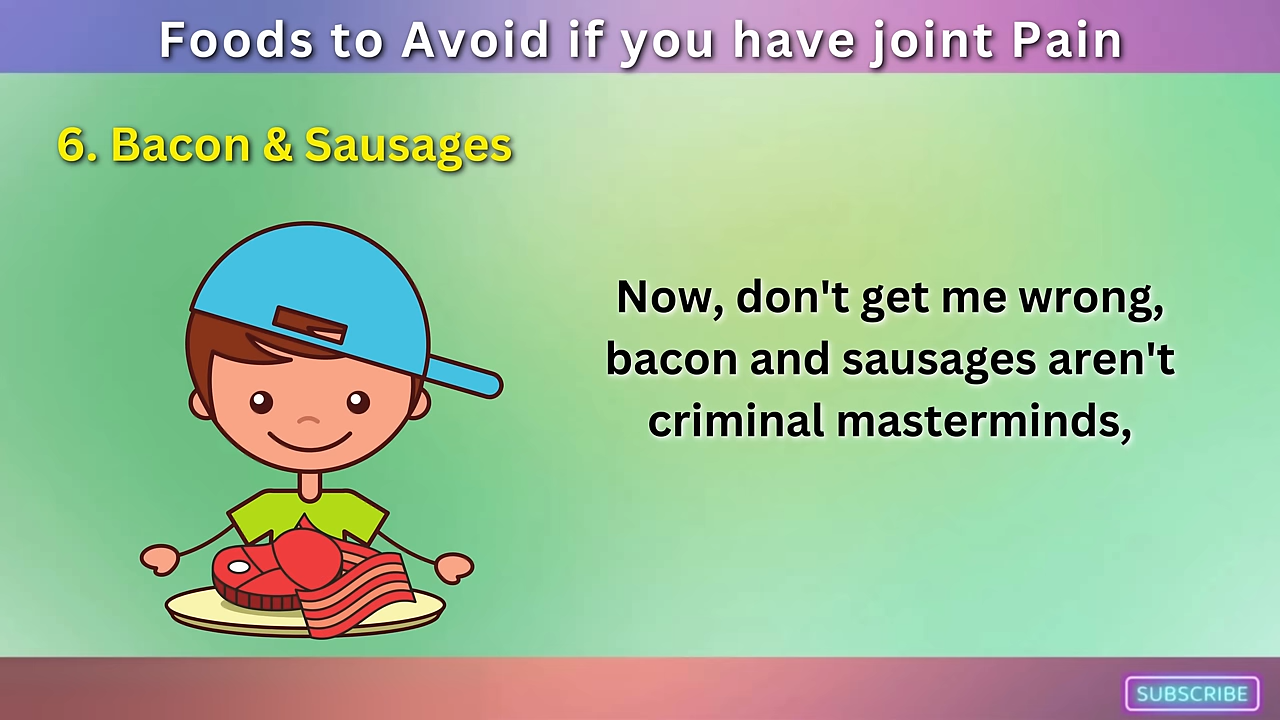 Foods to Avoid if you have joint Pain
6. Bacon & Sausages
Now, don't get me wrong,
bacon and sausages aren't
criminal masterminds,
SUBSCRIBE